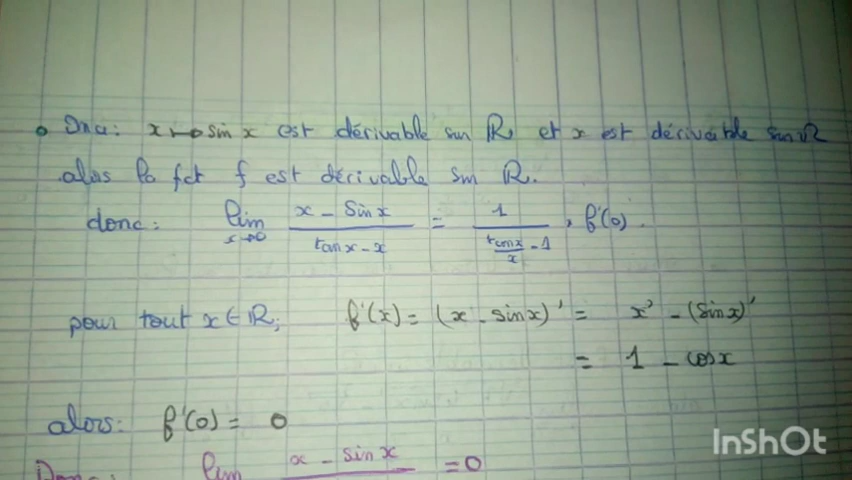 • Ona: x ↦ sin x est dérivable sur ℝ et x est dérivable sur ℝ
alors la fct f est dérivable sur ℝ.
donc: lim x→0 (x - sin x)/(tan x - x) = 1/((tan x)/x - 1) , f'(0).
pour tout x ∈ ℝ; f'(x) = (x - sin x)' = x' - (sin x)'
= 1 - cos x
alors: f'(0) = 0
Donc: lim x - sin x = 0
InShOt